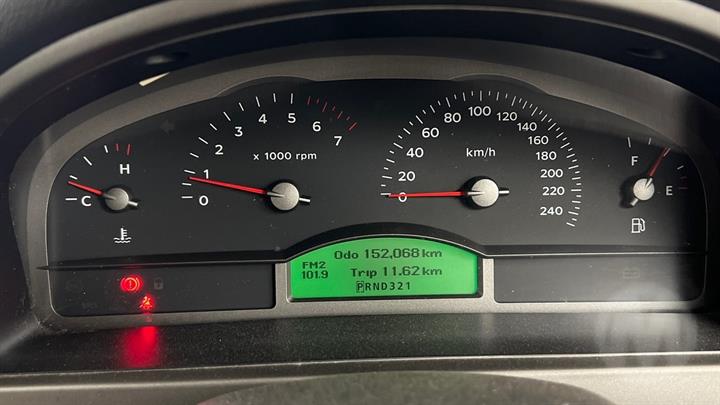 C
H
0
1
2
3
4
5
6
7
x 1000 rpm
0
20
40
60
80
100
120
140
160
180
200
220
240
km/h
F
E
FM2
101.9
Odo 152,068 km
Trip 11.62 km
PRND321